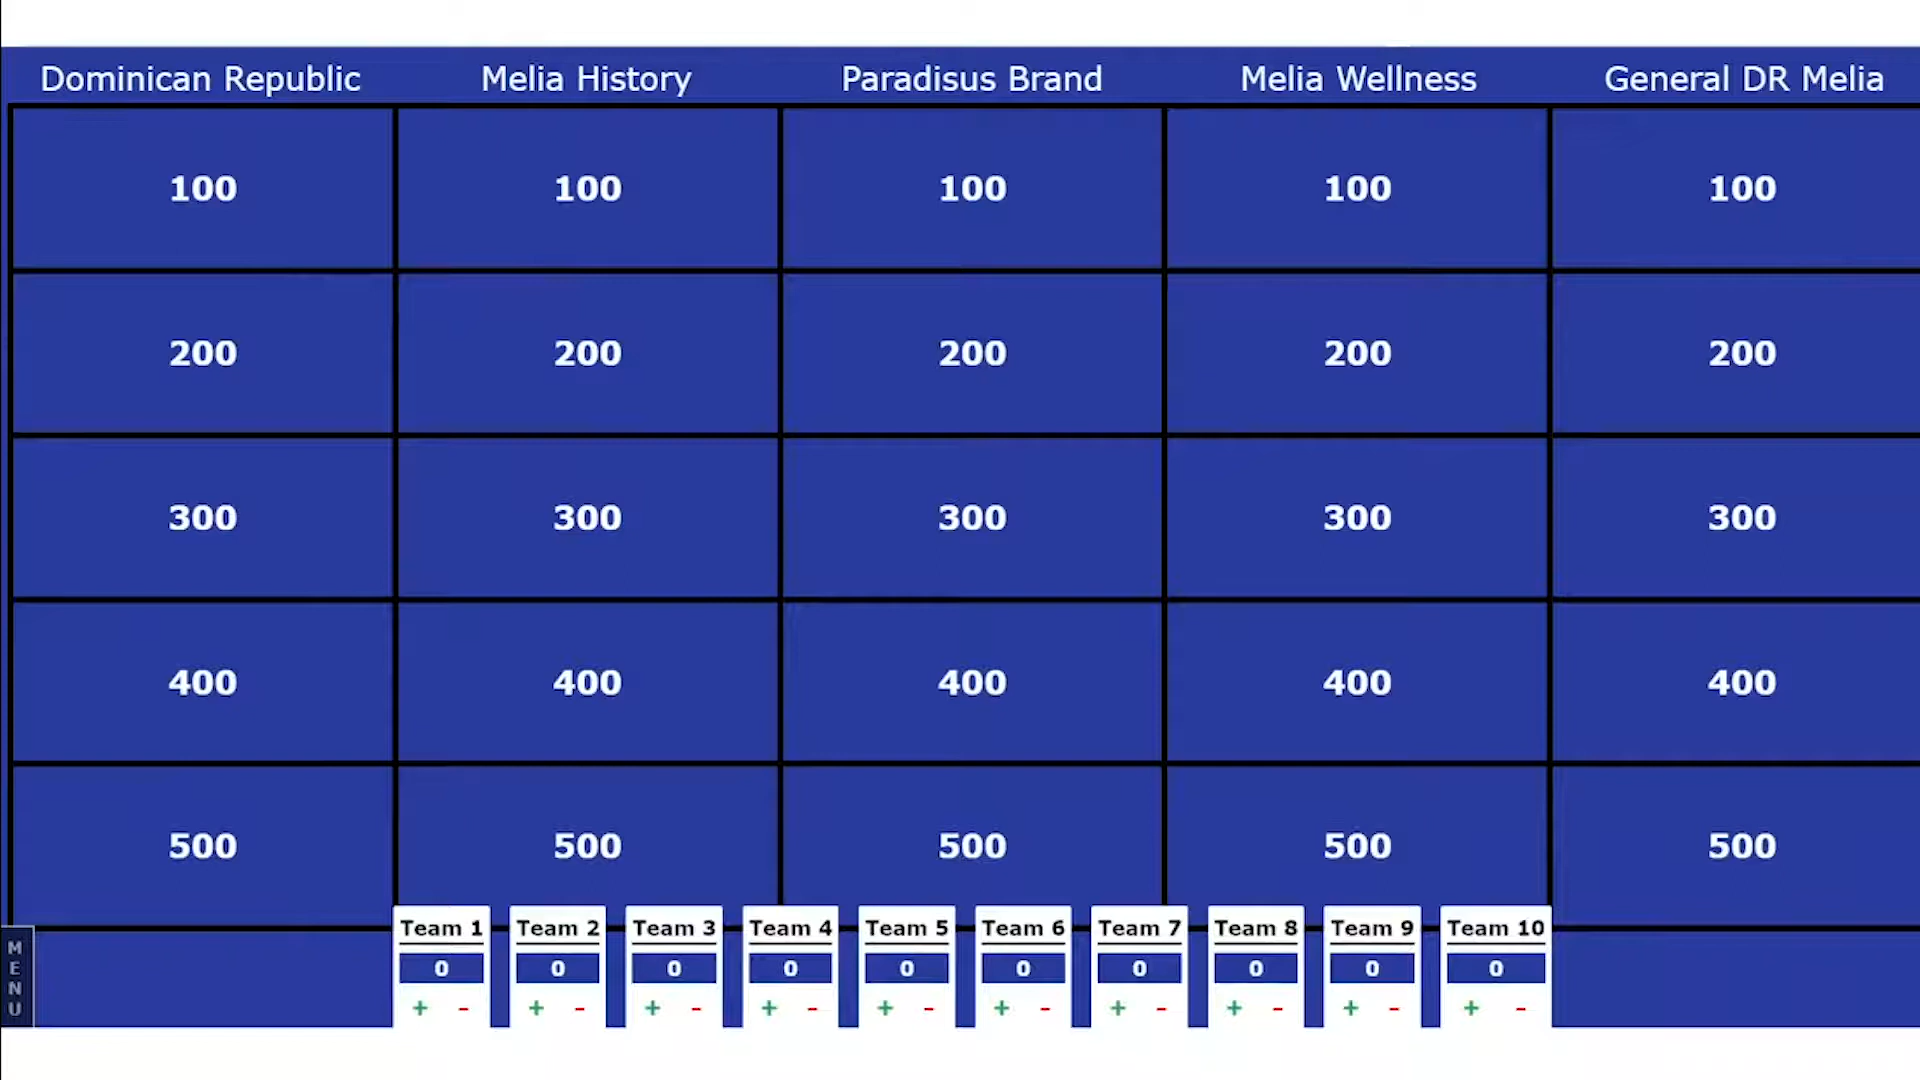 Dominican Republic Melia History Paradisus Brand Melia Wellness General DR Melia
100 100 100 100 100
200 200 200 200 200
300 300 300 300 300
400 400 400 400 400
500 500 500 500 500
Team 1 Team 2 Team 3 Team 4 Team 5 Team 6 Team 7 Team 8 Team 9 Team 10
0 0 0 0 0 0 0 0 0 0
+ - + - + - + - + - + - + - + - + - + -
MENU